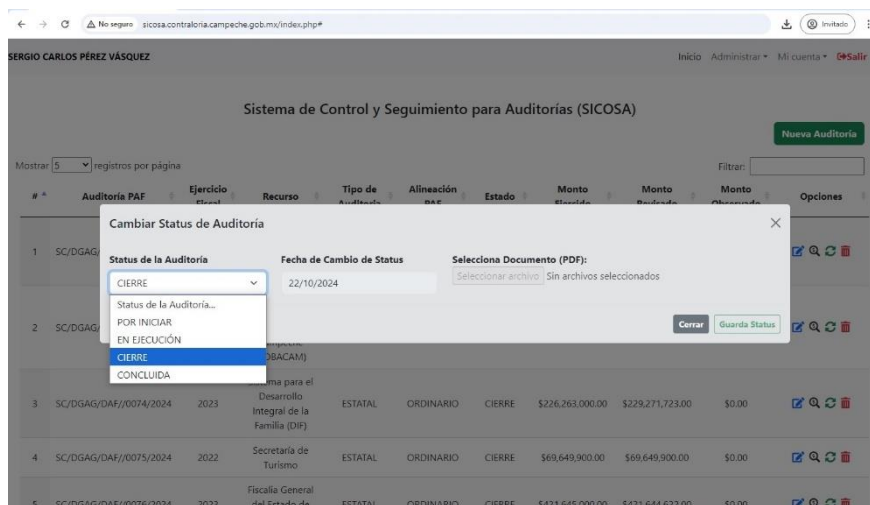 No seguro sicosa.contraloria.campeche.gob.mx/index.php#
Invitado
SERGIO CARLOS PÉREZ VÁSQUEZ
Inicio Administrar Mi cuenta Salir
Sistema de Control y Seguimiento para Auditorías (SICOSA)
Nueva Auditoría
Mostrar 5 registros por página
Filtrar:
# Auditoría PAF Ejercicio Fiscal Recurso Tipo de Auditoría Alineación PAF Estado Monto Ejercido Monto Revisado Monto Observado Opciones
Cambiar Status de Auditoría
Status de la Auditoría Fecha de Cambio de Status Selecciona Documento (PDF):
CIERRE 22/10/2024 Seleccionar archivo Sin archivos seleccionados
Status de la Auditoría...
POR INICIAR
EN EJECUCIÓN
CIERRE
CONCLUIDA
Cerrar Guarda Status
1 SC/DGAG/
2 SC/DGAG/
3 SC/DGAG/DAF//0074/2024 2023 Desarrollo Integral de la Familia (DIF) ESTATAL ORDINARIO CIERRE $226,263,000.00 $229,271,723.00 $0.00
4 SC/DGAG/DAF//0075/2024 2022 Secretaría de Turismo ESTATAL ORDINARIO CIERRE $69,649,900.00 $69,649,900.00 $0.00
5 SC/DGAG/DAF//0076/2024 2023 Fiscalia General del Estado de ESTATAL ORDINARIO CIERRE